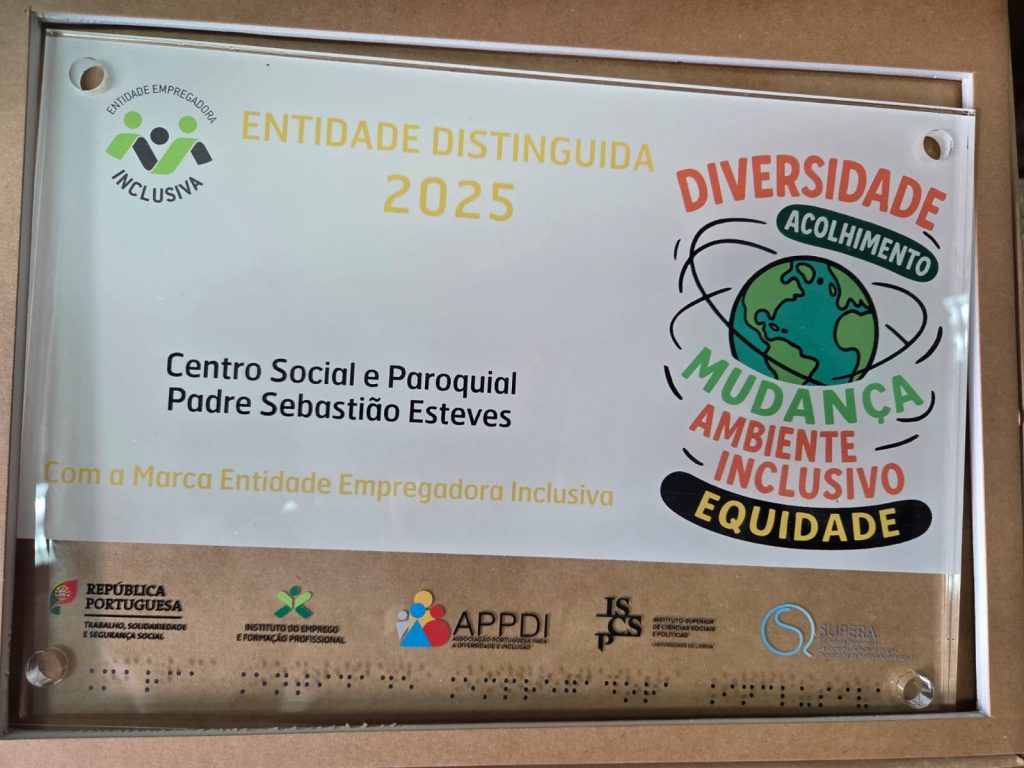 ENTIDADE EMPREGADORA
INCLUSIVA
ENTIDADE DISTINGUIDA
2025
DIVERSIDADE
ACOLHIMENTO
MUDANÇA
AMBIENTE
INCLUSIVO
EQUIDADE
Centro Social e Paroquial
Padre Sebastião Esteves
Com a Marca Entidade Empregadora Inclusiva
REPÚBLICA
PORTUGUESA
TRABALHO, SOLIDARIEDADE
E SEGURANÇA SOCIAL
INSTITUTO DO EMPREGO
E FORMAÇÃO PROFISSIONAL
APPDI
ASSOCIAÇÃO PORTUGUESA PARA
A DIVERSIDADE E INCLUSÃO
ISCSP
INSTITUTO SUPERIOR
DE CIÊNCIAS SOCIAIS
E POLÍTICAS
UNIVERSIDADE DE LISBOA
SUPERA